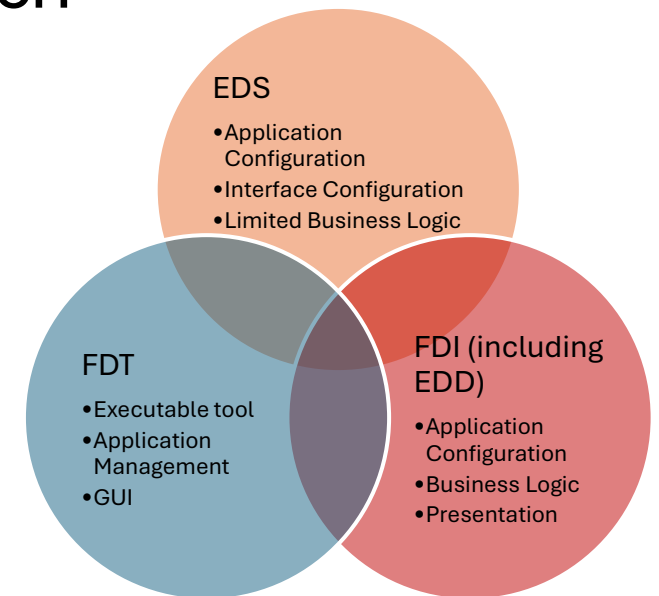 EDS
•Application
Configuration
•Interface Configuration
•Limited Business Logic
FDT
•Executable tool
•Application
Management
•GUI
FDI (including
EDD)
•Application
Configuration
•Business Logic
•Presentation